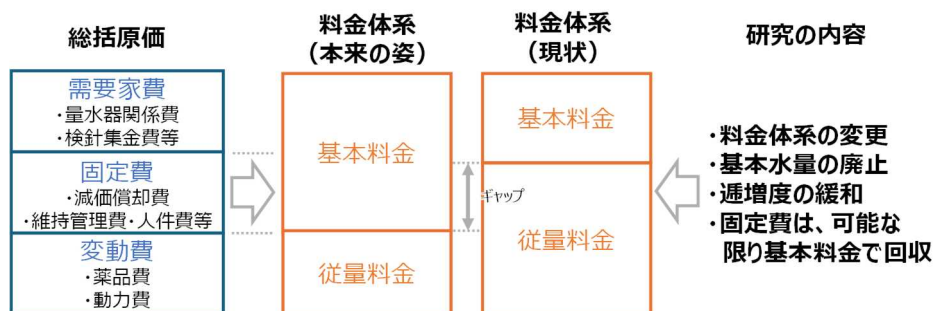 総括原価
需要家費
・量水器関係費
・検針集金費等
固定費
・減価償却費
・維持管理費・人件費等
変動費
・薬品費
・動力費
料金体系
（本来の姿）
基本料金
従量料金
料金体系
（現状）
基本料金
ギャップ
従量料金
研究の内容
・料金体系の変更
・基本水量の廃止
・逓増度の緩和
・固定費は、可能な
限り基本料金で回収